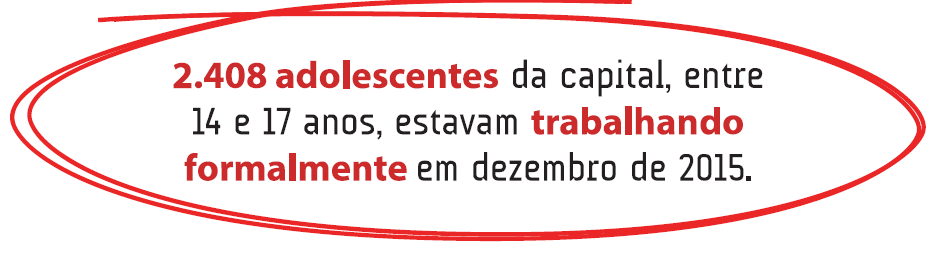 2.408 adolescentes da capital, entre
14 e 17 anos, estavam trabalhando
formalmente em dezembro de 2015.